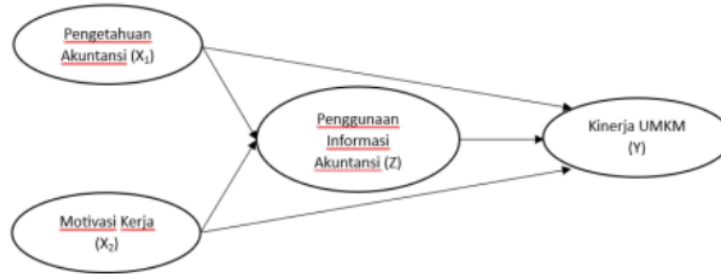 Pengetahuan
Akuntansi (X₁)
Penggunaan
Informasi
Akuntansi (Z)
Kinerja UMKM
(Y)
Motivasi Kerja
(X₂)